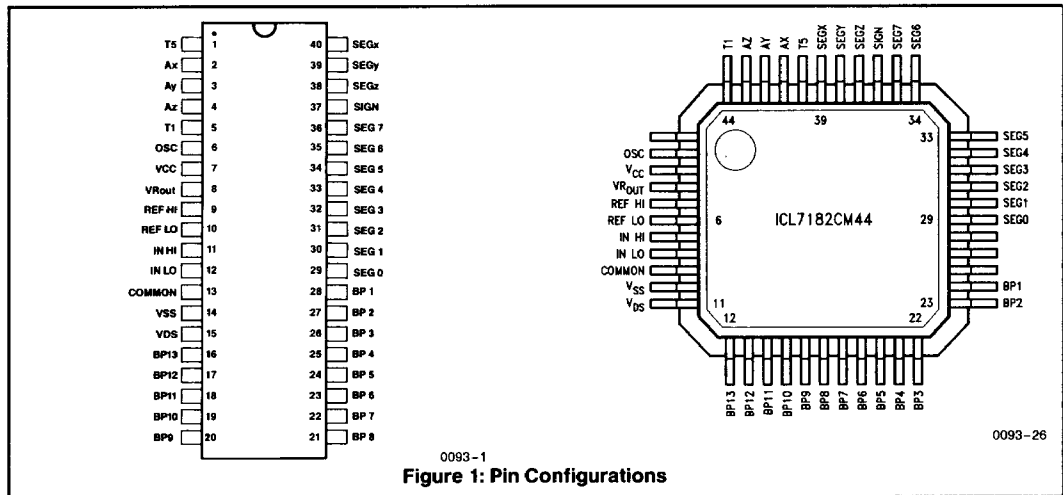 T5 1 40 SEGx
Ax 2 39 SEGy
Ay 3 38 SEGz
Az 4 37 SIGN
T1 5 36 SEG 7
OSC 6 35 SEG 6
VCC 7 34 SEG 5
VRout 8 33 SEG 4
REF HI 9 32 SEG 3
REF LO 10 31 SEG 2
IN HI 11 30 SEG 1
IN LO 12 29 SEG 0
COMMON 13 28 BP 1
VSS 14 27 BP 2
VDS 15 26 BP 3
BP13 16 25 BP 4
BP12 17 24 BP 5
BP11 18 23 BP 6
BP10 19 22 BP 7
BP9 20 21 BP 8
0093-1
T1 AZ AY AX T5 SEGX SEGY SEGZ SIGN SEG7 SEG6
44 39 34
33 SEG5
OSC SEG4
VCC SEG3
VROUT SEG2
REF HI SEG1
REF LO 6 ICL7182CM44 29 SEG0
IN HI
IN LO
COMMON
VSS BP1
VDS 11 23 BP2
12 22
BP13 BP12 BP11 BP10 BP9 BP8 BP7 BP6 BP5 BP4 BP3
0093-26
Figure 1: Pin Configurations